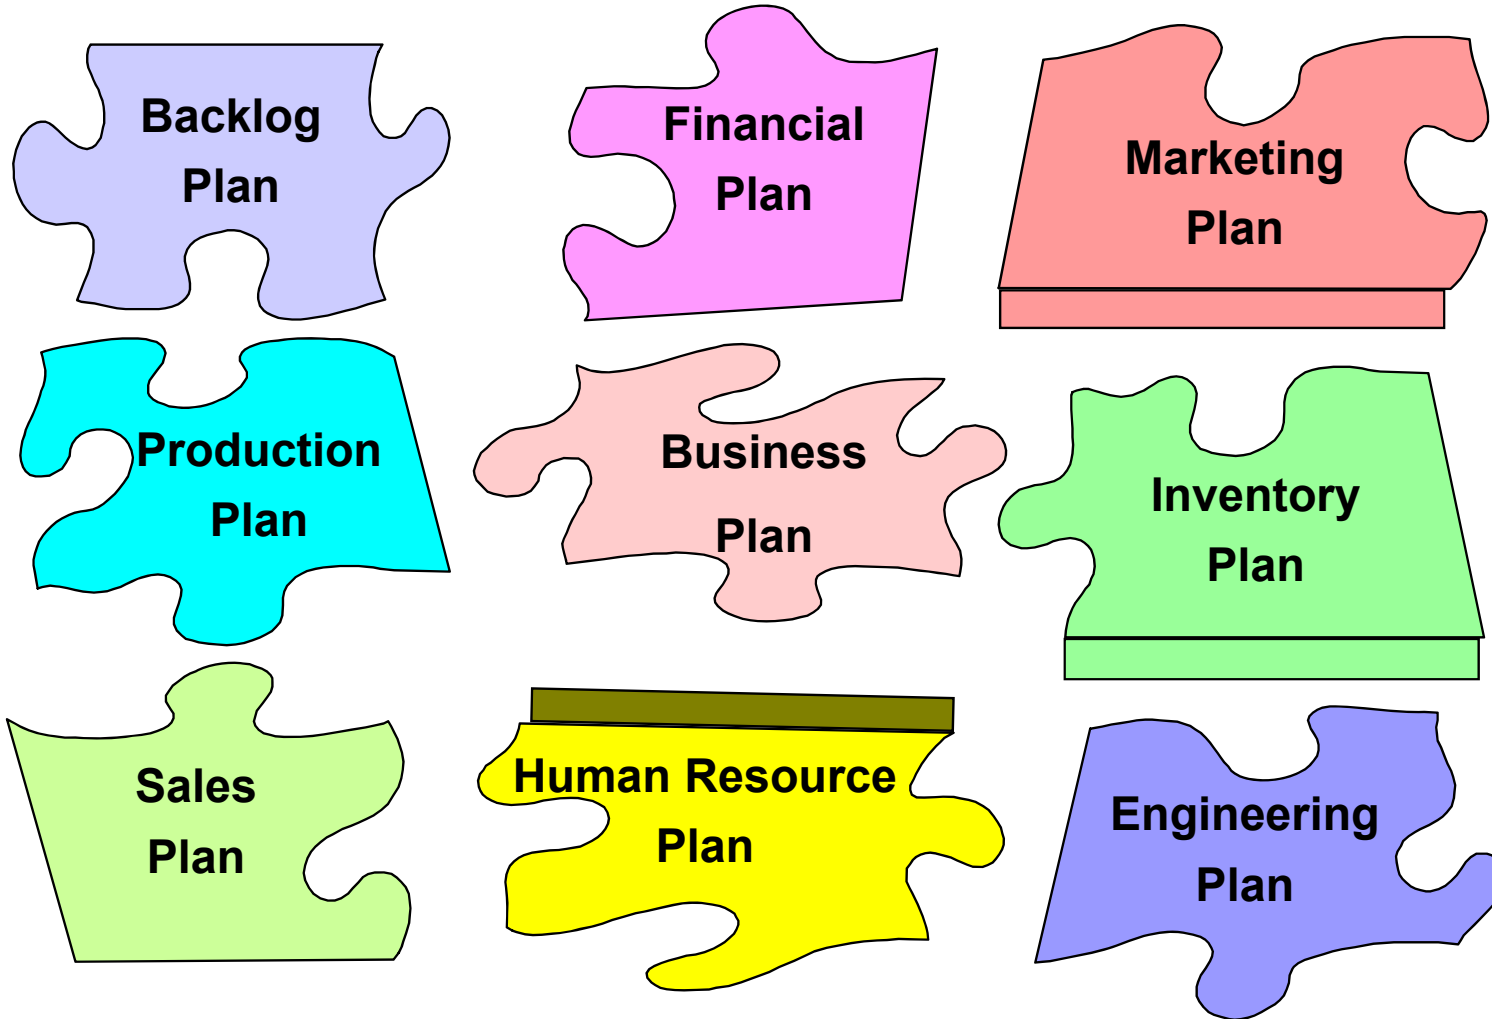 Backlog
Plan
Financial
Plan
Marketing
Plan
Production
Plan
Business
Plan
Inventory
Plan
Sales
Plan
Human Resource
Plan
Engineering
Plan